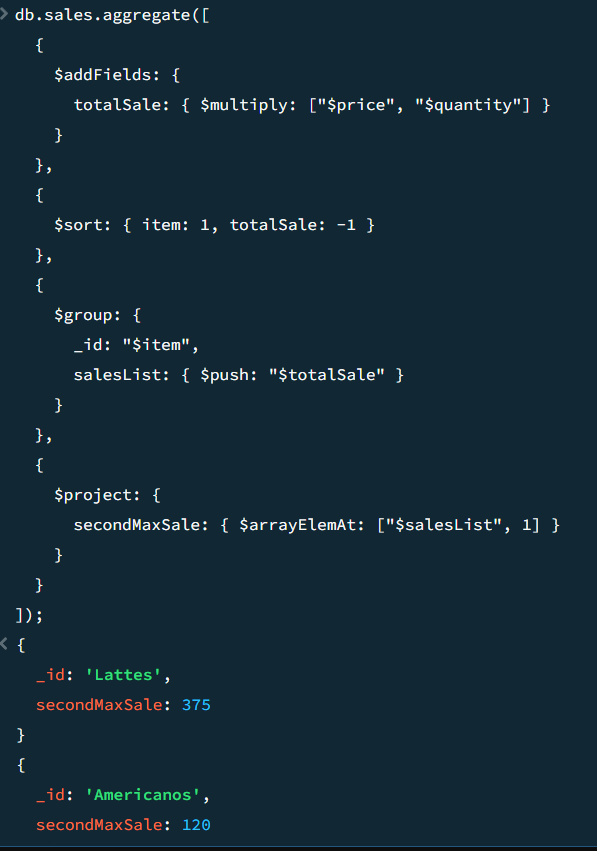 > db.sales.aggregate([
{
$addFields: {
totalSale: { $multiply: ["$price", "$quantity"] }
}
},
{
$sort: { item: 1, totalSale: -1 }
},
{
$group: {
_id: "$item",
salesList: { $push: "$totalSale" }
}
},
{
$project: {
secondMaxSale: { $arrayElemAt: ["$salesList", 1] }
}
}
]);
< {
_id: 'Lattes',
secondMaxSale: 375
}
{
_id: 'Americanos',
secondMaxSale: 120